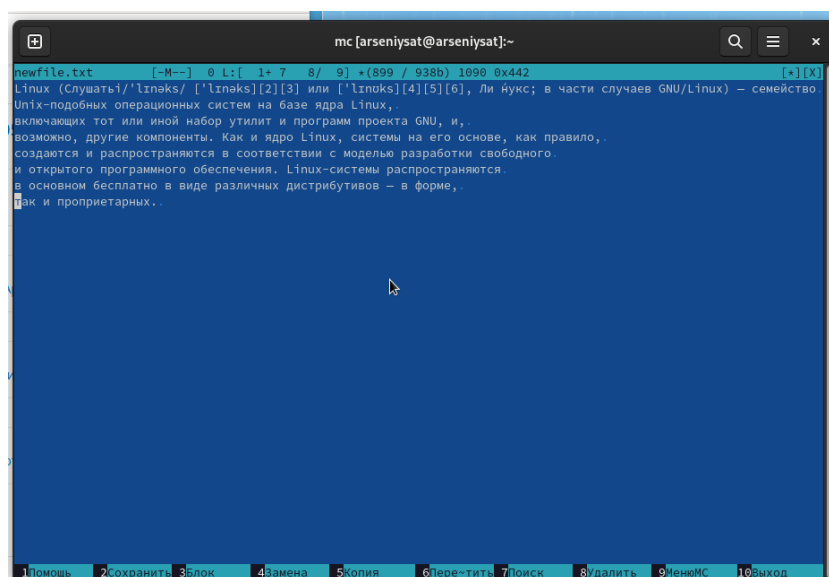 mc [arseniysat@arseniysat]:~
newfile.txt [-M--] 0 L:[ 1+ 7 8/ 9] *(899 / 938b) 1090 0x442 [*][X]
Linux (Слушатьi/ˈlɪnəks/ [ˈlɪnəks][2][3] или [ˈlɪnʊks][4][5][6], Ли́нукс; в части случаев GNU/Linux) — семейство.
Unix-подобных операционных систем на базе ядра Linux,.
включающих тот или иной набор утилит и программ проекта GNU, и,.
возможно, другие компоненты. Как и ядро Linux, системы на его основе, как правило,.
создаются и распространяются в соответствии с моделью разработки свободного.
и открытого программного обеспечения. Linux-системы распространяются.
в основном бесплатно в виде различных дистрибутивов — в форме,.
так и проприетарных..
1Помощь 2Сохранить 3Блок 4Замена 5Копия 6Пере~тить 7Поиск 8Удалить 9МенюMC 10Выход